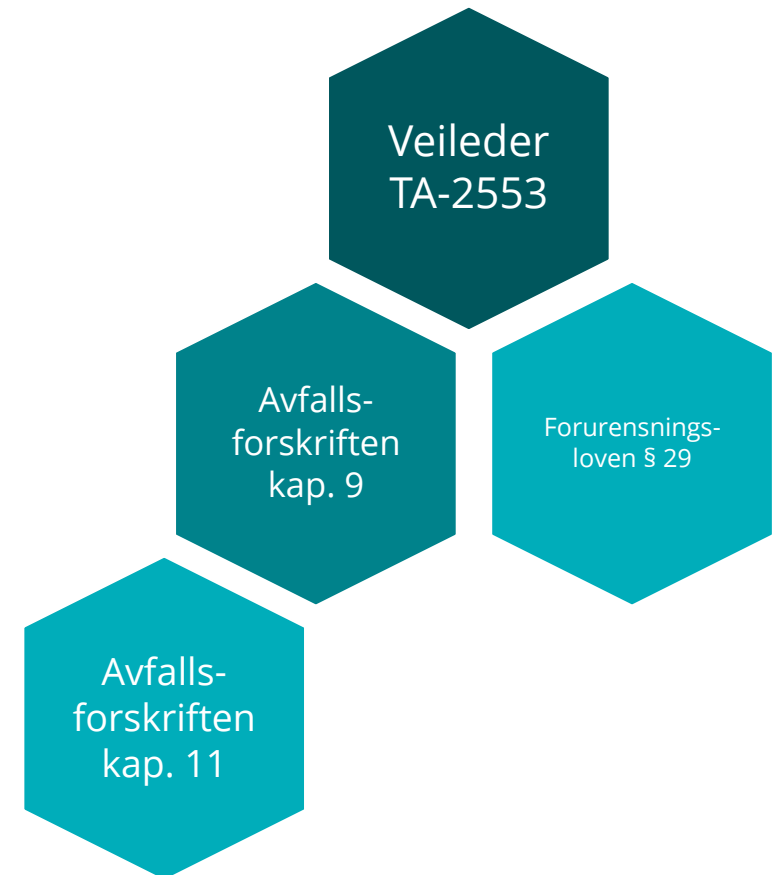 Veileder
TA-2553
Avfalls-
forskriften
kap. 9
Forurensnings-
loven § 29
Avfalls-
forskriften
kap. 11